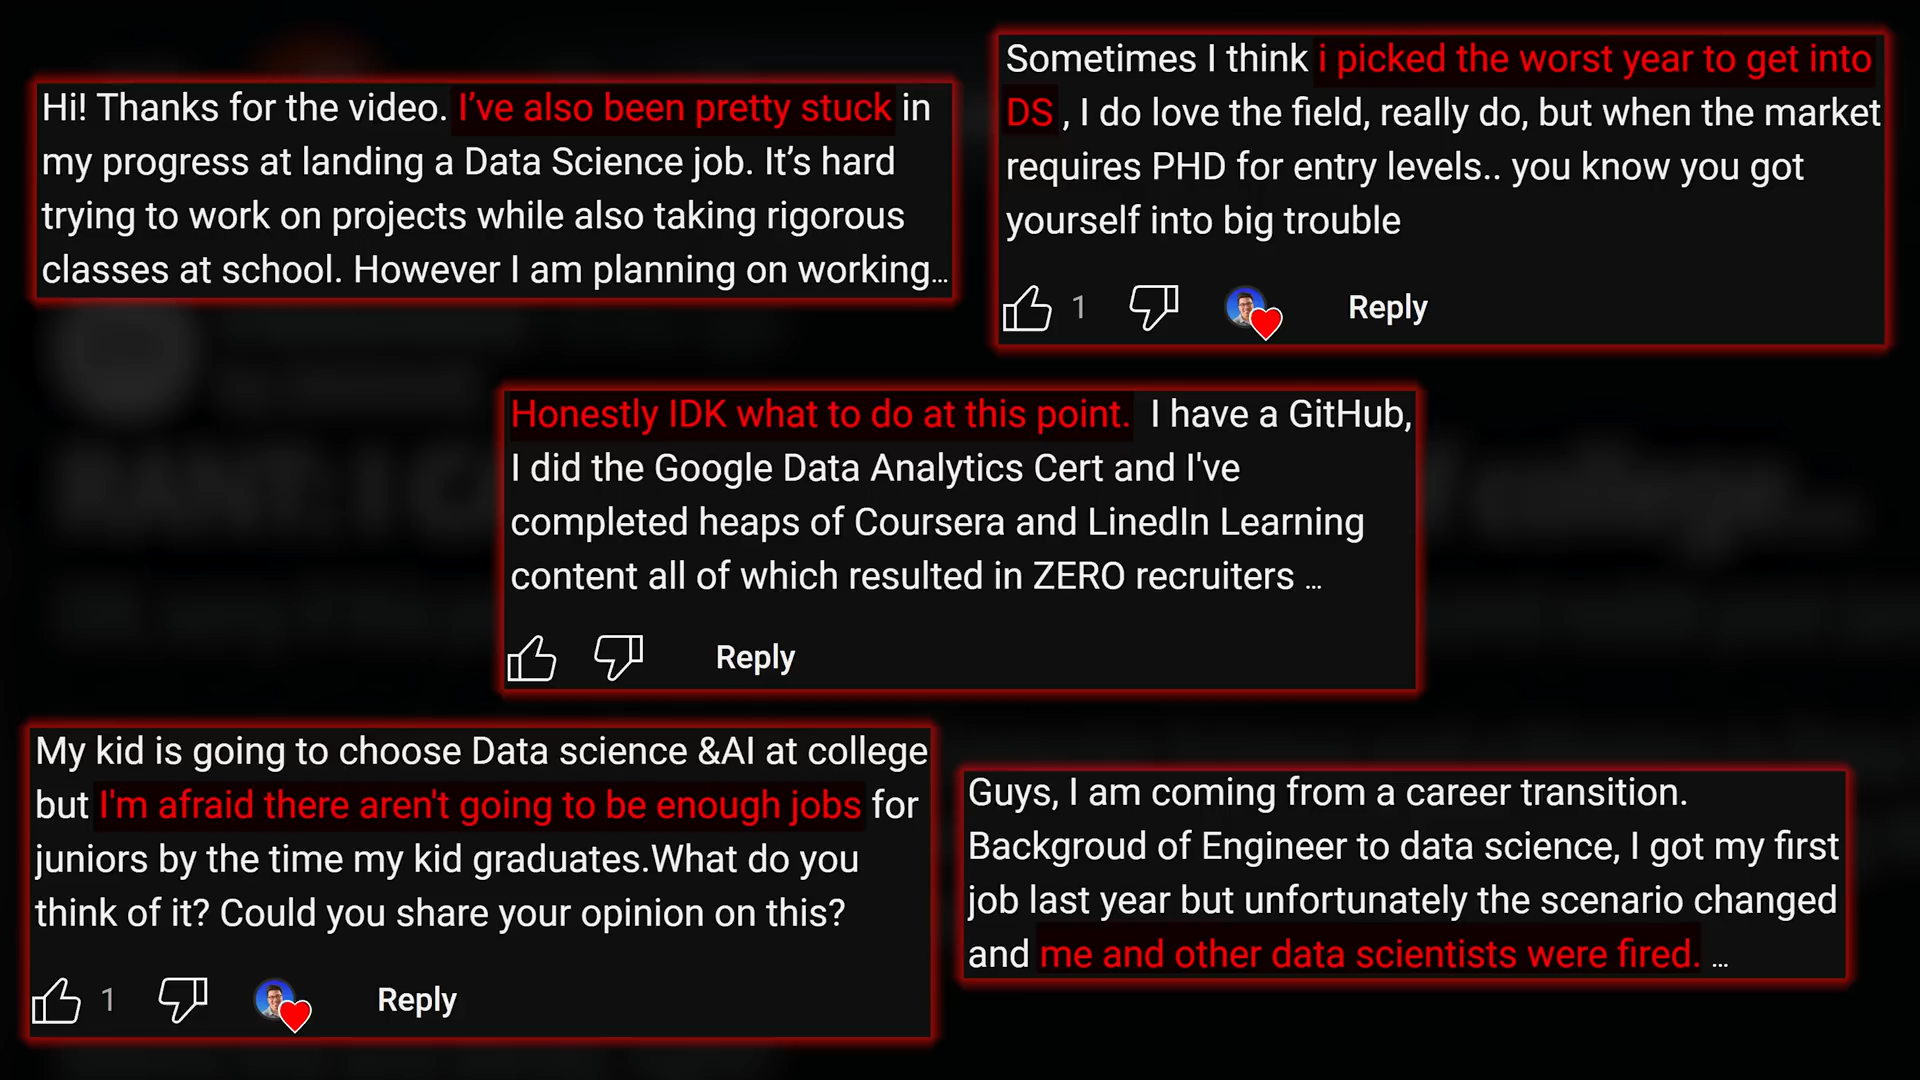 Hi! Thanks for the video. I've also been pretty stuck in
my progress at landing a Data Science job. It's hard
trying to work on projects while also taking rigorous
classes at school. However I am planning on working...
Sometimes I think i picked the worst year to get into
DS , I do love the field, really do, but when the market
requires PHD for entry levels.. you know you got
yourself into big trouble
1 Reply
Honestly IDK what to do at this point. I have a GitHub,
I did the Google Data Analytics Cert and I've
completed heaps of Coursera and LinedIn Learning
content all of which resulted in ZERO recruiters ...
Reply
My kid is going to choose Data science &AI at college
but I'm afraid there aren't going to be enough jobs for
juniors by the time my kid graduates.What do you
think of it? Could you share your opinion on this?
1 Reply
Guys, I am coming from a career transition.
Backgroud of Engineer to data science, I got my first
job last year but unfortunately the scenario changed
and me and other data scientists were fired. ...
RANT: I
college...